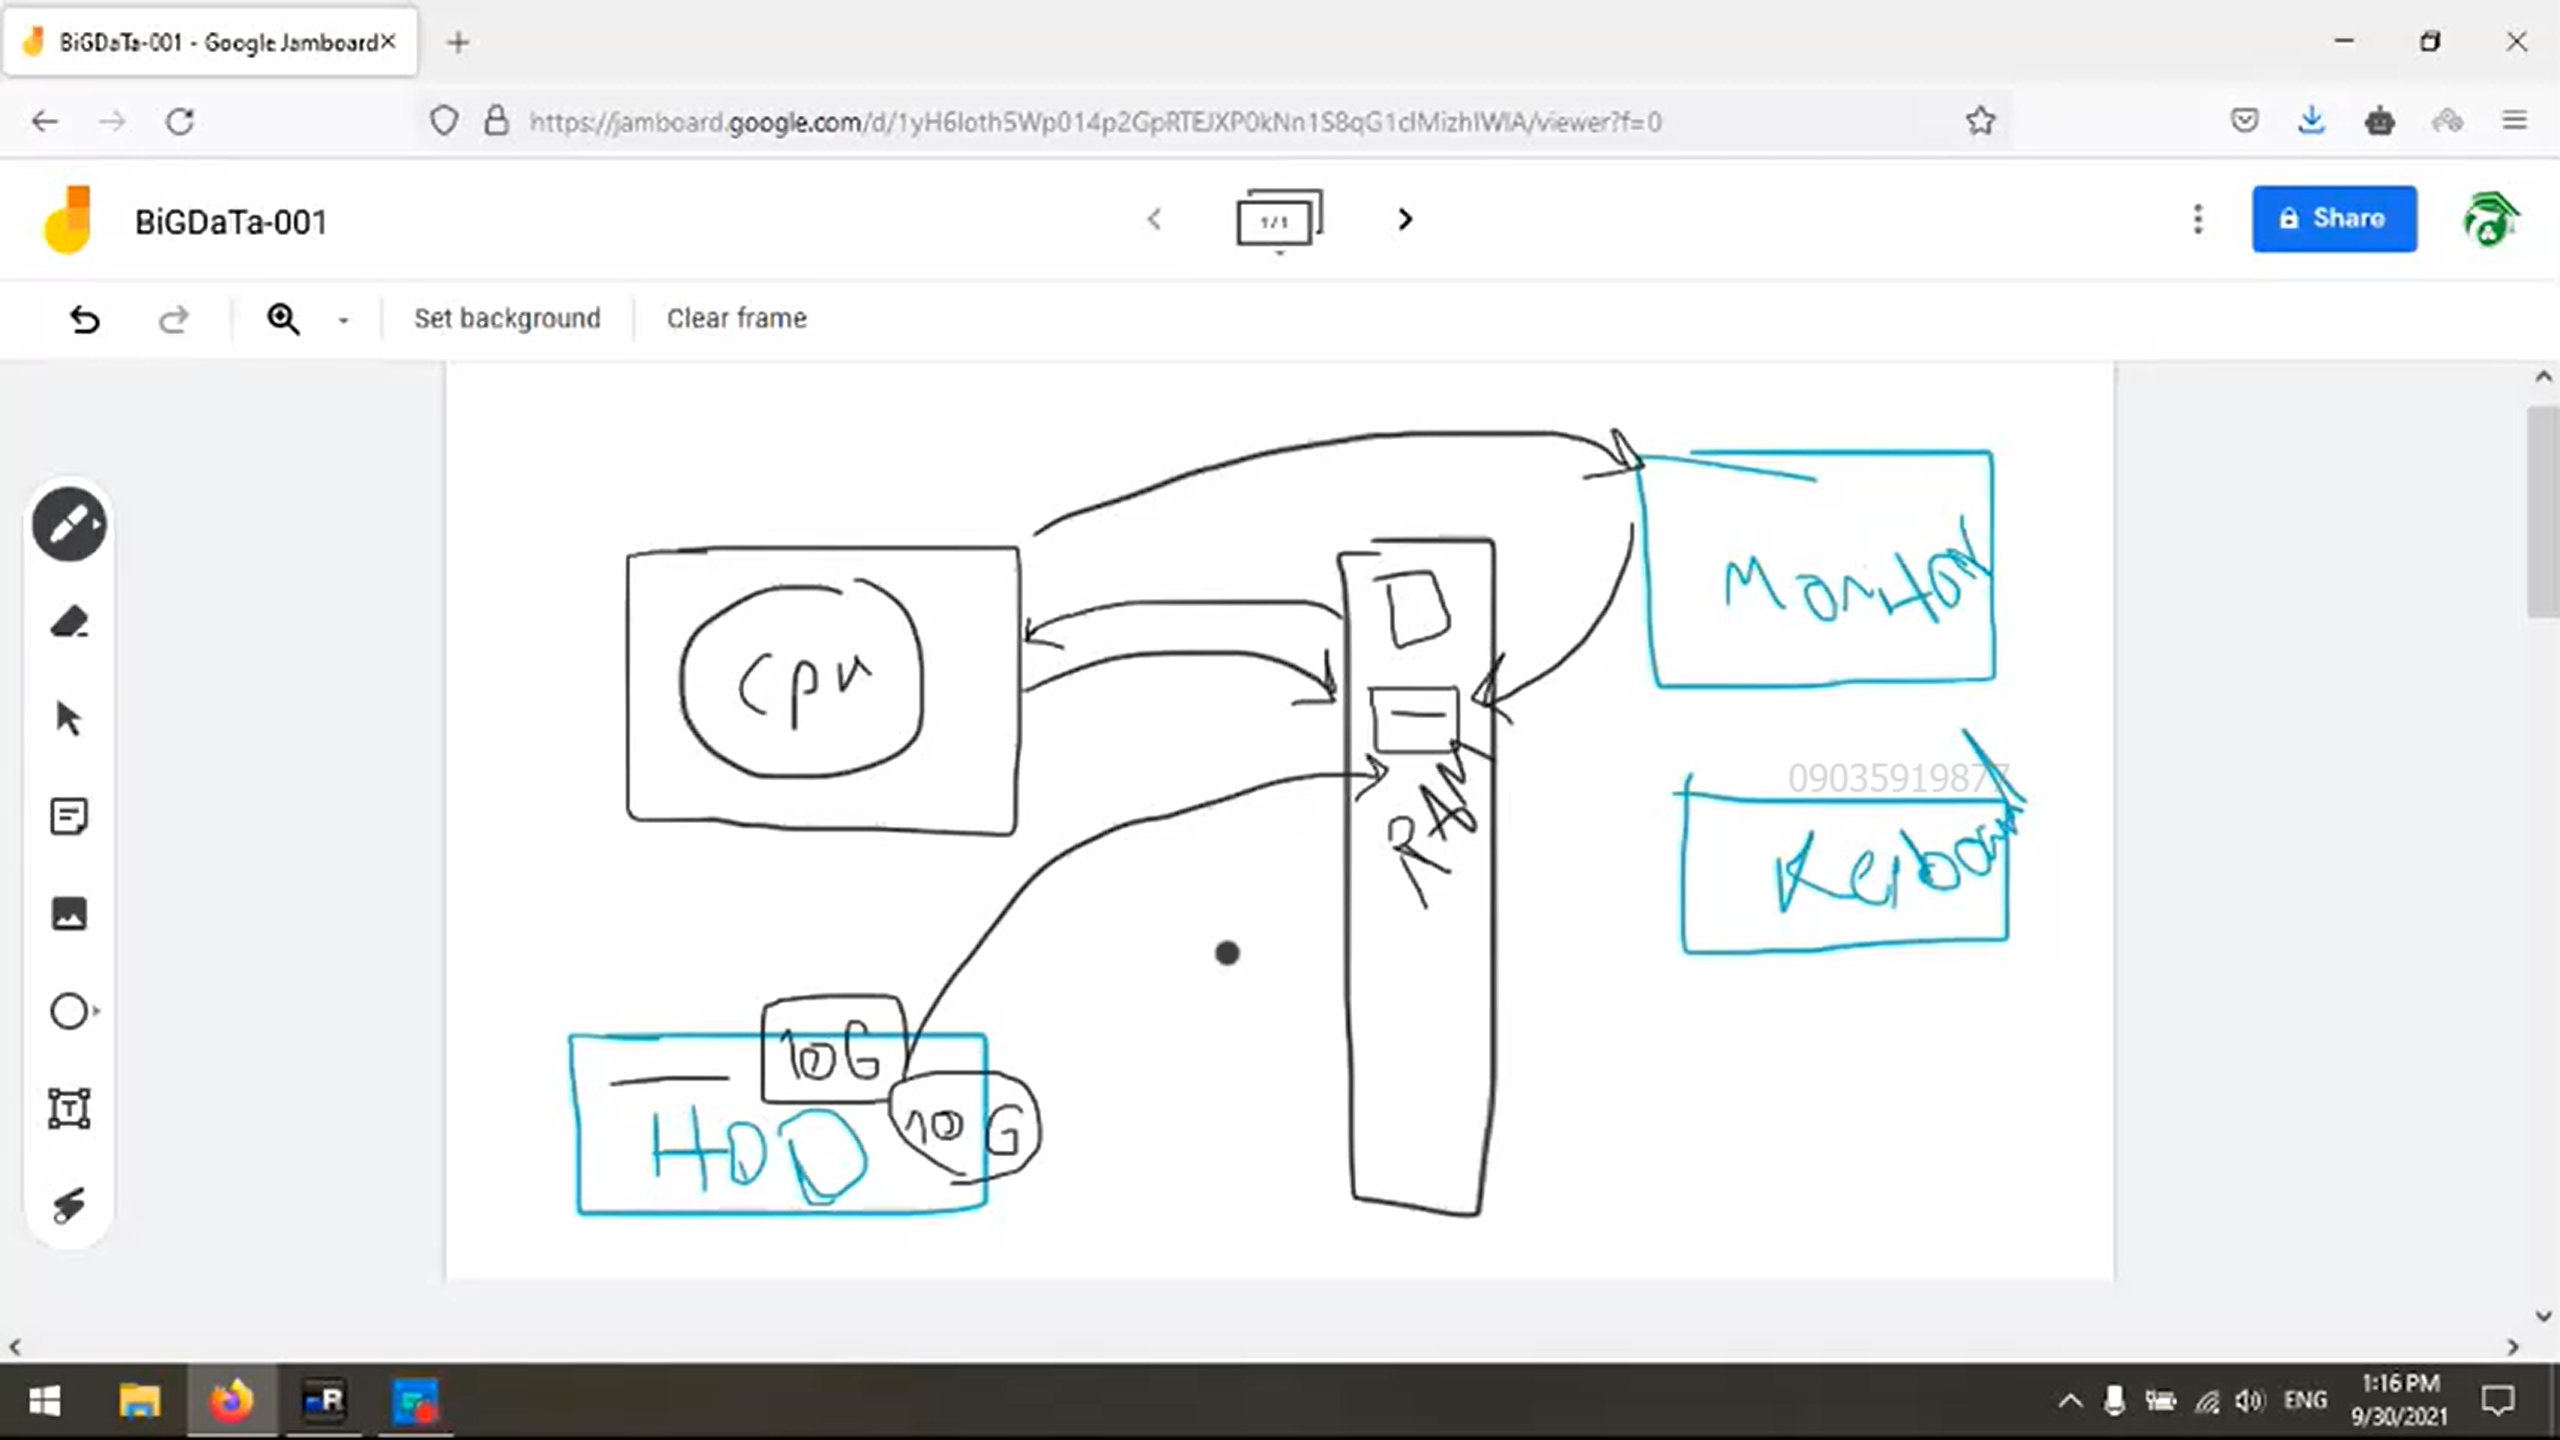 BiGDaTa-001 - Google Jamboard
https://jamboard.google.com/d/1yH6loth5Wp014p2GpRTEJXP0kNn1S8qG1clMizhIWIA/viewer?f=0
BiGDaTa-001
1/1
Share
Set background
Clear frame
Monitor
cpu
09035919877
RAM
Keiboar
10G
10G
HDD
ENG
1:16 PM
9/30/2021